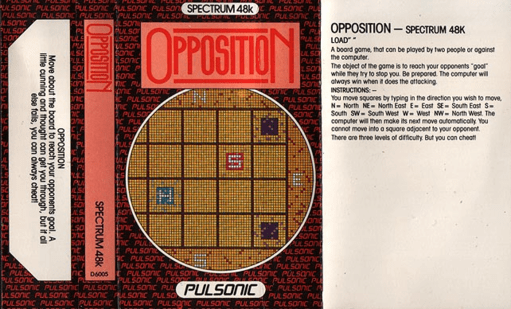 OPPOSITION
Move about the board to reach your opponents goal. A
little cunning and thought can get you through, but if all
else fails, you can always cheat!
OPPOSITION
SPECTRUM 48K
D6005
SPECTRUM 48K
OPPOSITION
PULSONIC
OPPOSITION — SPECTRUM 48K
LOAD" "
A board game, that can be played by two people or against
the computer.
The object of the game is to reach your opponents "goal"
while they try to stop you. Be prepared. The computer will
always win when it does the attacking.
INSTRUCTIONS: –
You move squares by typing in the direction you wish to move,
N = North NE = North East E = East SE = South East S =
South SW = South West W = West NW = North West. The
computer will then make its next move automatically. You
cannot move into a square adjacent to your opponent.
There are three levels of difficulty. But you can cheat!